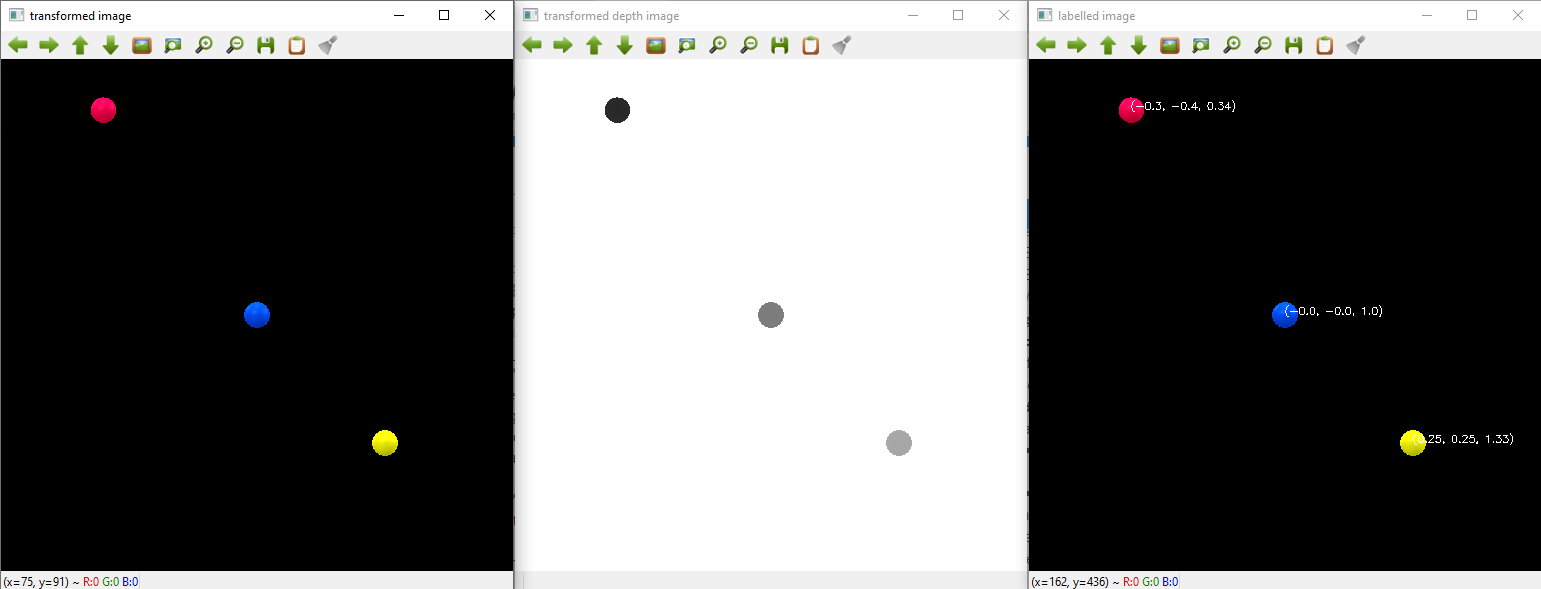 transformed image
transformed depth image
labelled image
(-0.3, -0.4, 0.34)
(-0.0, -0.0, 1.0)
(0.25, 0.25, 1.33)
(x=75, y=91) ~ R:0 G:0 B:0
(x=162, y=436) ~ R:0 G:0 B:0